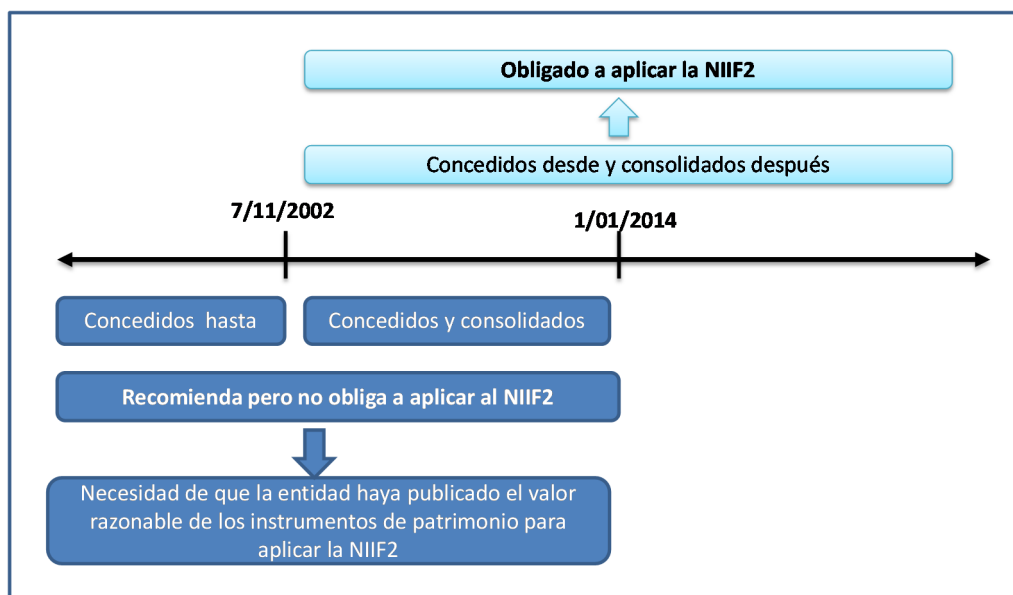 Obligado a aplicar la NIIF2
Concedidos desde y consolidados después
7/11/2002
1/01/2014
Concedidos hasta
Concedidos y consolidados
Recomienda pero no obliga a aplicar al NIIF2
Necesidad de que la entidad haya publicado el valor
razonable de los instrumentos de patrimonio para
aplicar la NIIF2